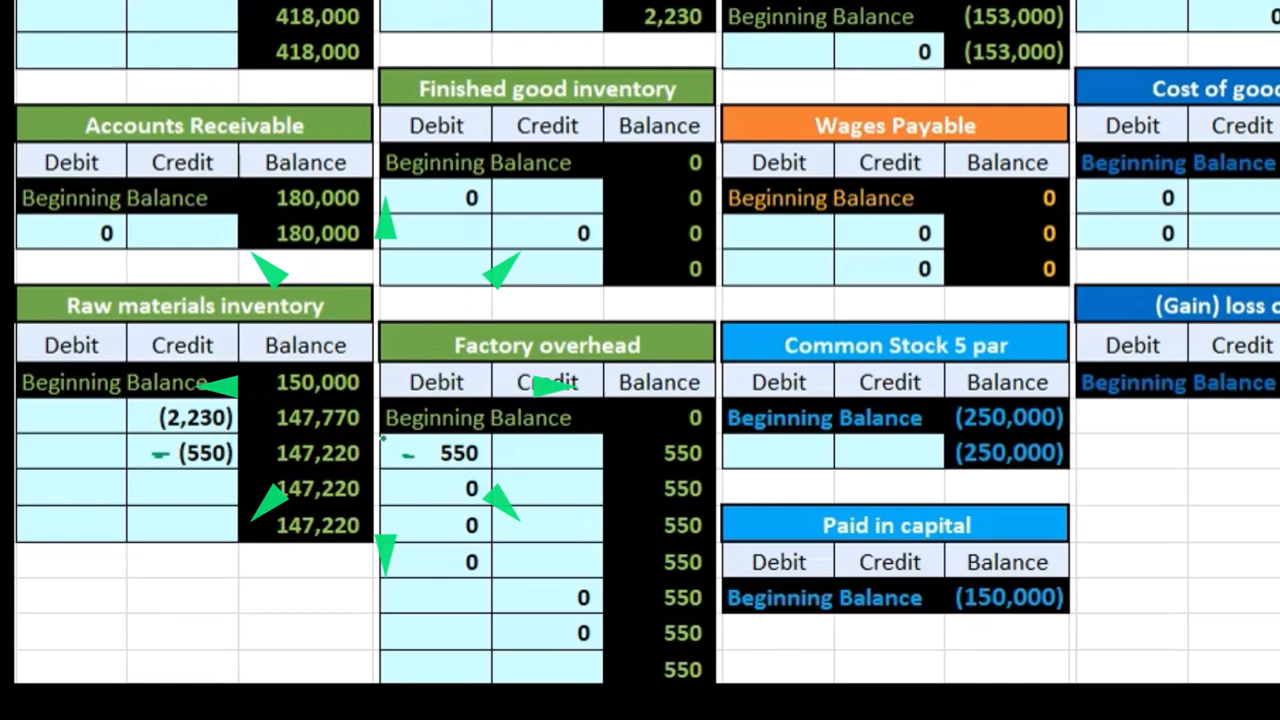 418,000
418,000
Accounts Receivable
Debit Credit Balance
Beginning Balance 180,000
0 180,000
Raw materials inventory
Debit Credit Balance
Beginning Balance 150,000
(2,230) 147,770
(550) 147,220
147,220
147,220
2,230
Finished good inventory
Debit Credit Balance
Beginning Balance 0
0 0
0 0
0
Factory overhead
Debit Credit Balance
Beginning Balance 0
550 550
0 550
0 550
0 550
0 550
0 550
550
Beginning Balance (153,000)
0 (153,000)
Wages Payable
Debit Credit Balance
Beginning Balance 0
0 0
0 0
Common Stock 5 par
Debit Credit Balance
Beginning Balance (250,000)
(250,000)
Paid in capital
Debit Credit Balance
Beginning Balance (150,000)
Cost of good
Debit Credit
Beginning Balance
0
0
(Gain) loss
Debit Credit
Beginning Balance